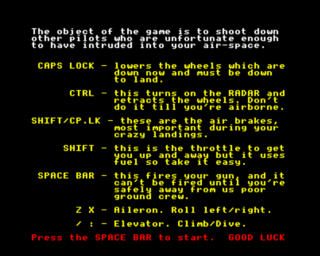 The object of the game is to shoot down
other pilots who are unfortunate enough
to have intruded into your air-space.
CAPS LOCK - lowers the wheels which are
down now and must be down
to land.
CTRL - this turns on the RADAR and
retracts the wheels. Don't
do it till you're airborne.
SHIFT/CP.LK - these are the air brakes,
most important during your
crazy landings.
SHIFT - this is the throttle to get
you up and away but it uses
fuel so take it easy.
SPACE BAR - this fires your gun, and it
can't be fired until you're
safely away from us poor
ground crew.
Z X - Aileron. Roll left/right.
/ : - Elevator. Climb/Dive.
Press the SPACE BAR to start. GOOD LUCK